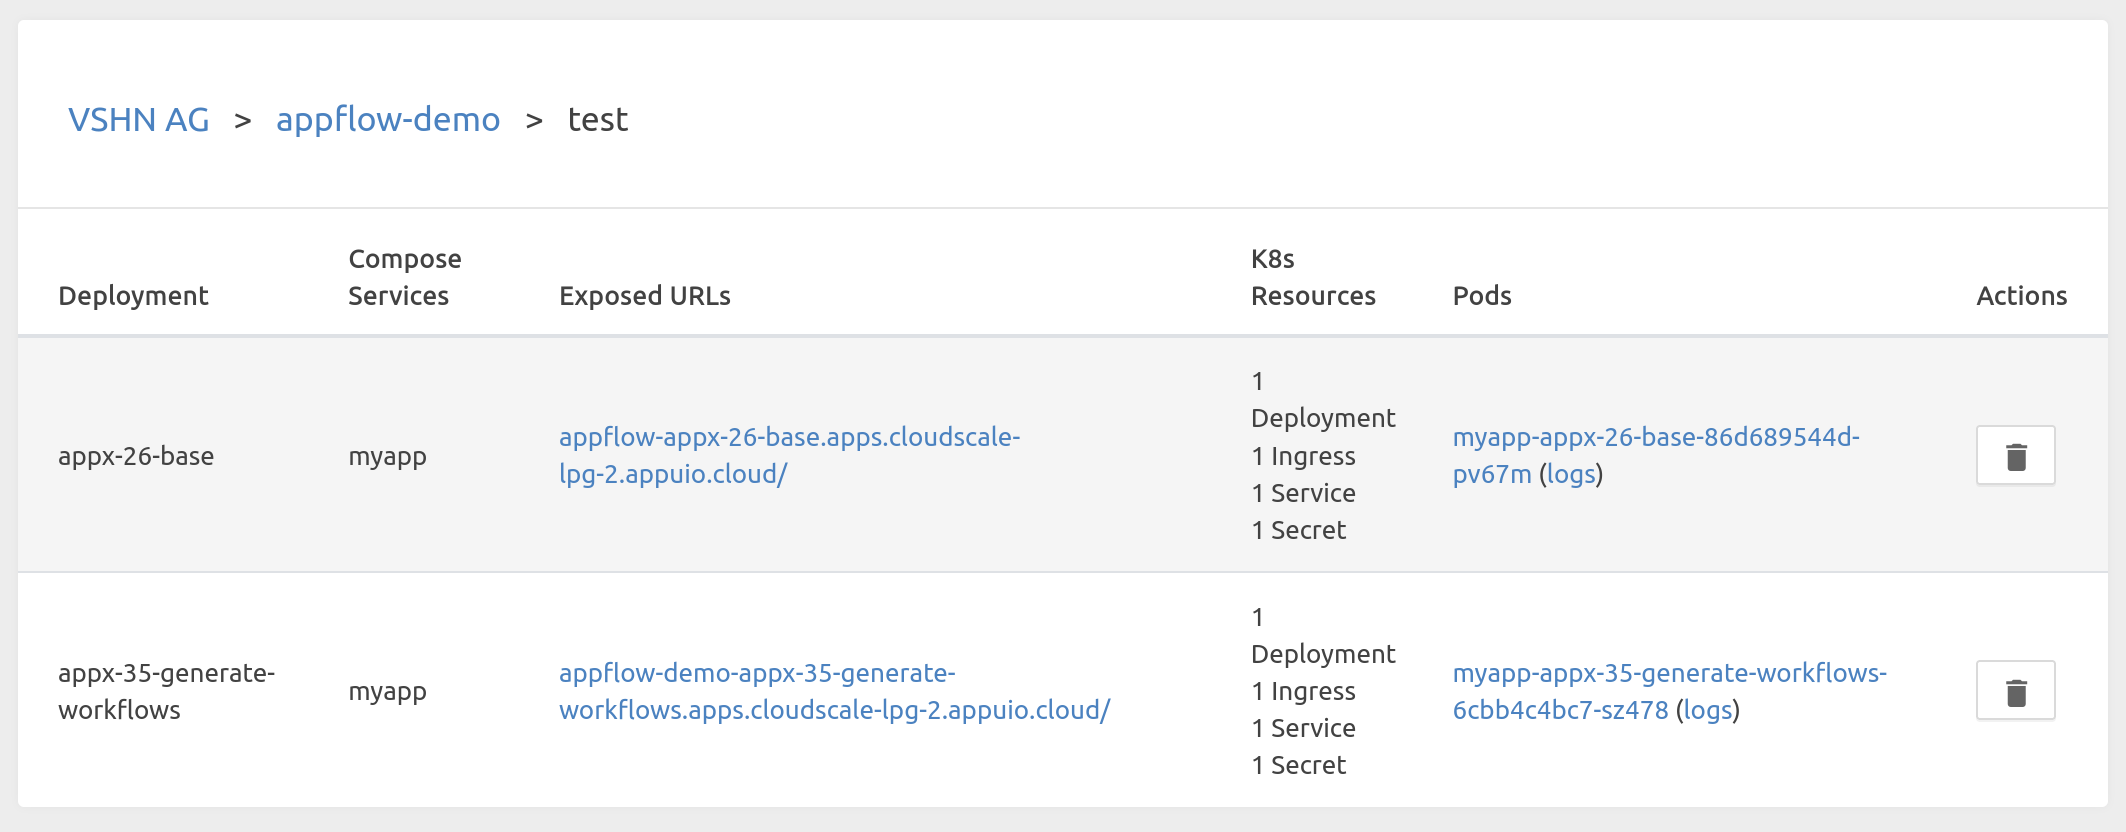 VSHN AG > appflow-demo > test
Deployment
Compose
Services
Exposed URLs
K8s
Resources
Pods
Actions
appx-26-base
myapp
appflow-appx-26-base.apps.cloudscale-
lpg-2.appuio.cloud/
1
Deployment
1 Ingress
1 Service
1 Secret
myapp-appx-26-base-86d689544d-
pv67m (logs)
appx-35-generate-
workflows
myapp
appflow-demo-appx-35-generate-
workflows.apps.cloudscale-lpg-2.appuio.cloud/
1
Deployment
1 Ingress
1 Service
1 Secret
myapp-appx-35-generate-workflows-
6cbb4c4bc7-sz478 (logs)